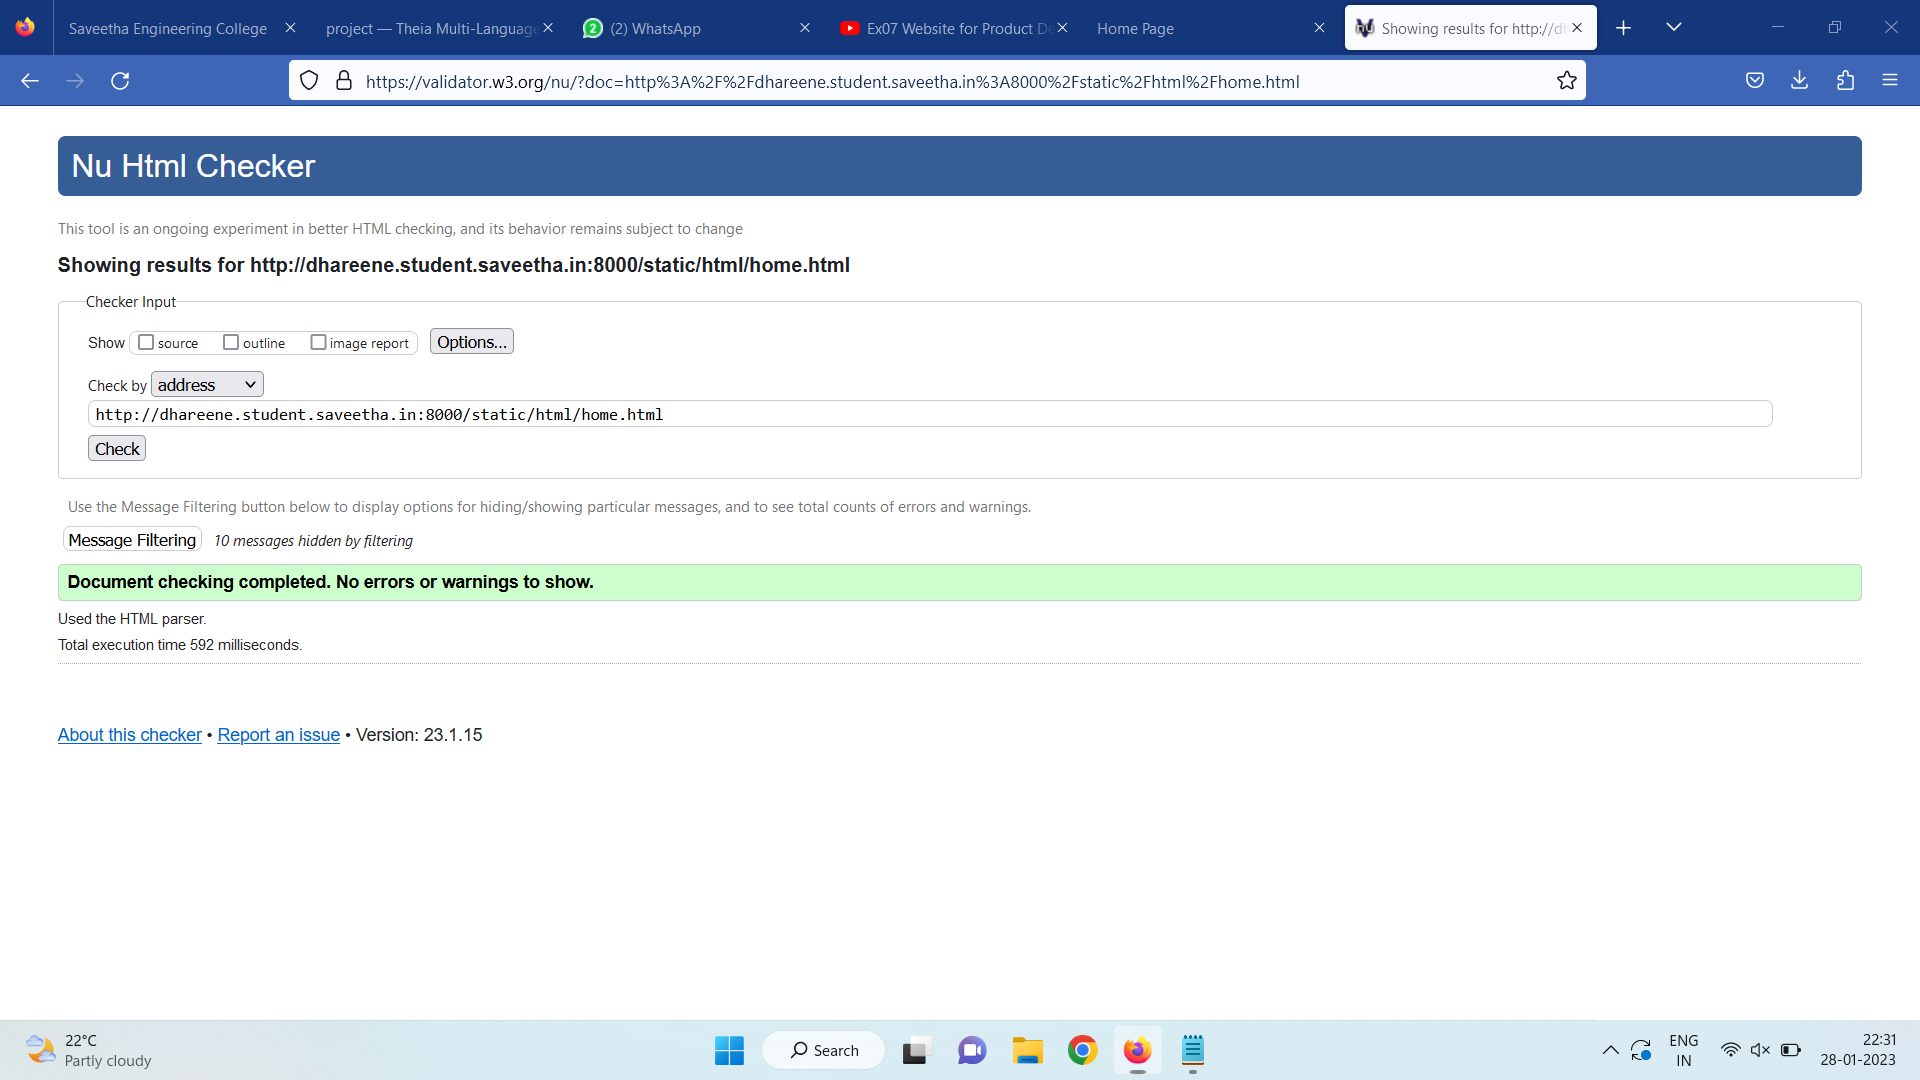 Saveetha Engineering College
project — Theia Multi-Language
(2) WhatsApp
Ex07 Website for Product De
Home Page
Showing results for http://dh
https://validator.w3.org/nu/?doc=http%3A%2F%2Fdhareene.student.saveetha.in%3A8000%2Fstatic%2Fhtml%2Fhome.html
Nu Html Checker
This tool is an ongoing experiment in better HTML checking, and its behavior remains subject to change
Showing results for http://dhareene.student.saveetha.in:8000/static/html/home.html
Checker Input
Show source outline image report Options...
Check by address
http://dhareene.student.saveetha.in:8000/static/html/home.html
Check
Use the Message Filtering button below to display options for hiding/showing particular messages, and to see total counts of errors and warnings.
Message Filtering 10 messages hidden by filtering
Document checking completed. No errors or warnings to show.
Used the HTML parser.
Total execution time 592 milliseconds.
About this checker • Report an issue • Version: 23.1.15
22°C
Partly cloudy
Search
ENG
IN
22:31
28-01-2023